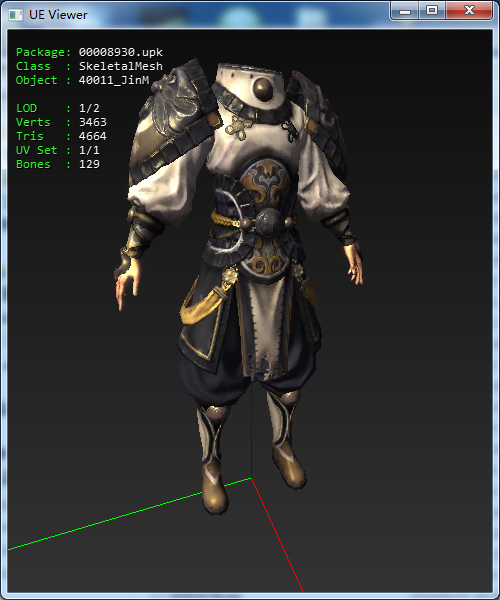 UE Viewer
Package: 00008930.upk
Class : SkeletalMesh
Object : 40011_JinM
LOD : 1/2
Verts : 3463
Tris : 4664
UV Set : 1/1
Bones : 129